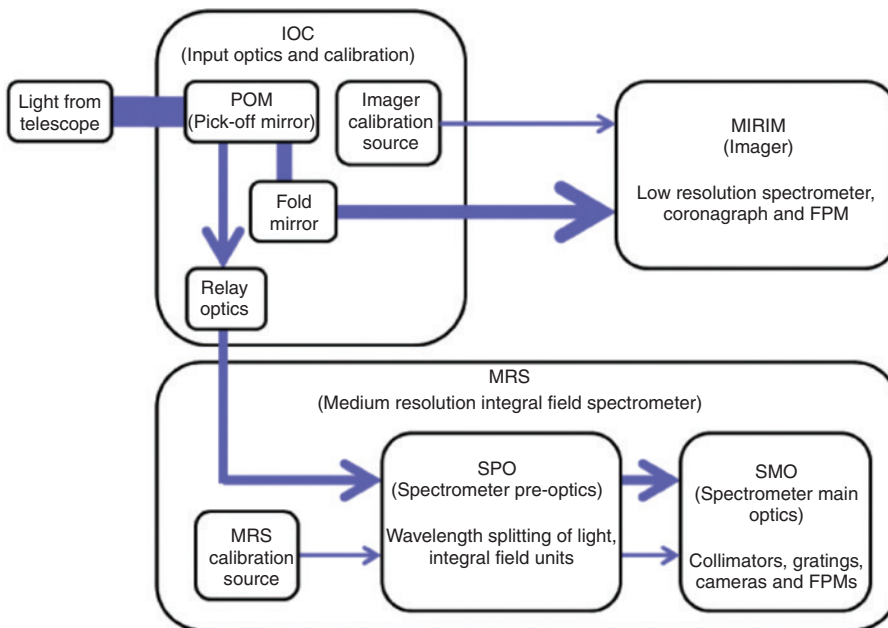 IOC
(Input optics and calibration)
Light from
telescope
POM
(Pick-off mirror)
Imager
calibration
source
MIRIM
(Imager)
Low resolution spectrometer,
coronagraph and FPM
Fold
mirror
Relay
optics
MRS
(Medium resolution integral field spectrometer)
SPO
(Spectrometer pre-optics)
Wavelength splitting of light,
integral field units
SMO
(Spectrometer main
optics)
Collimators, gratings,
cameras and FPMs
MRS
calibration
source